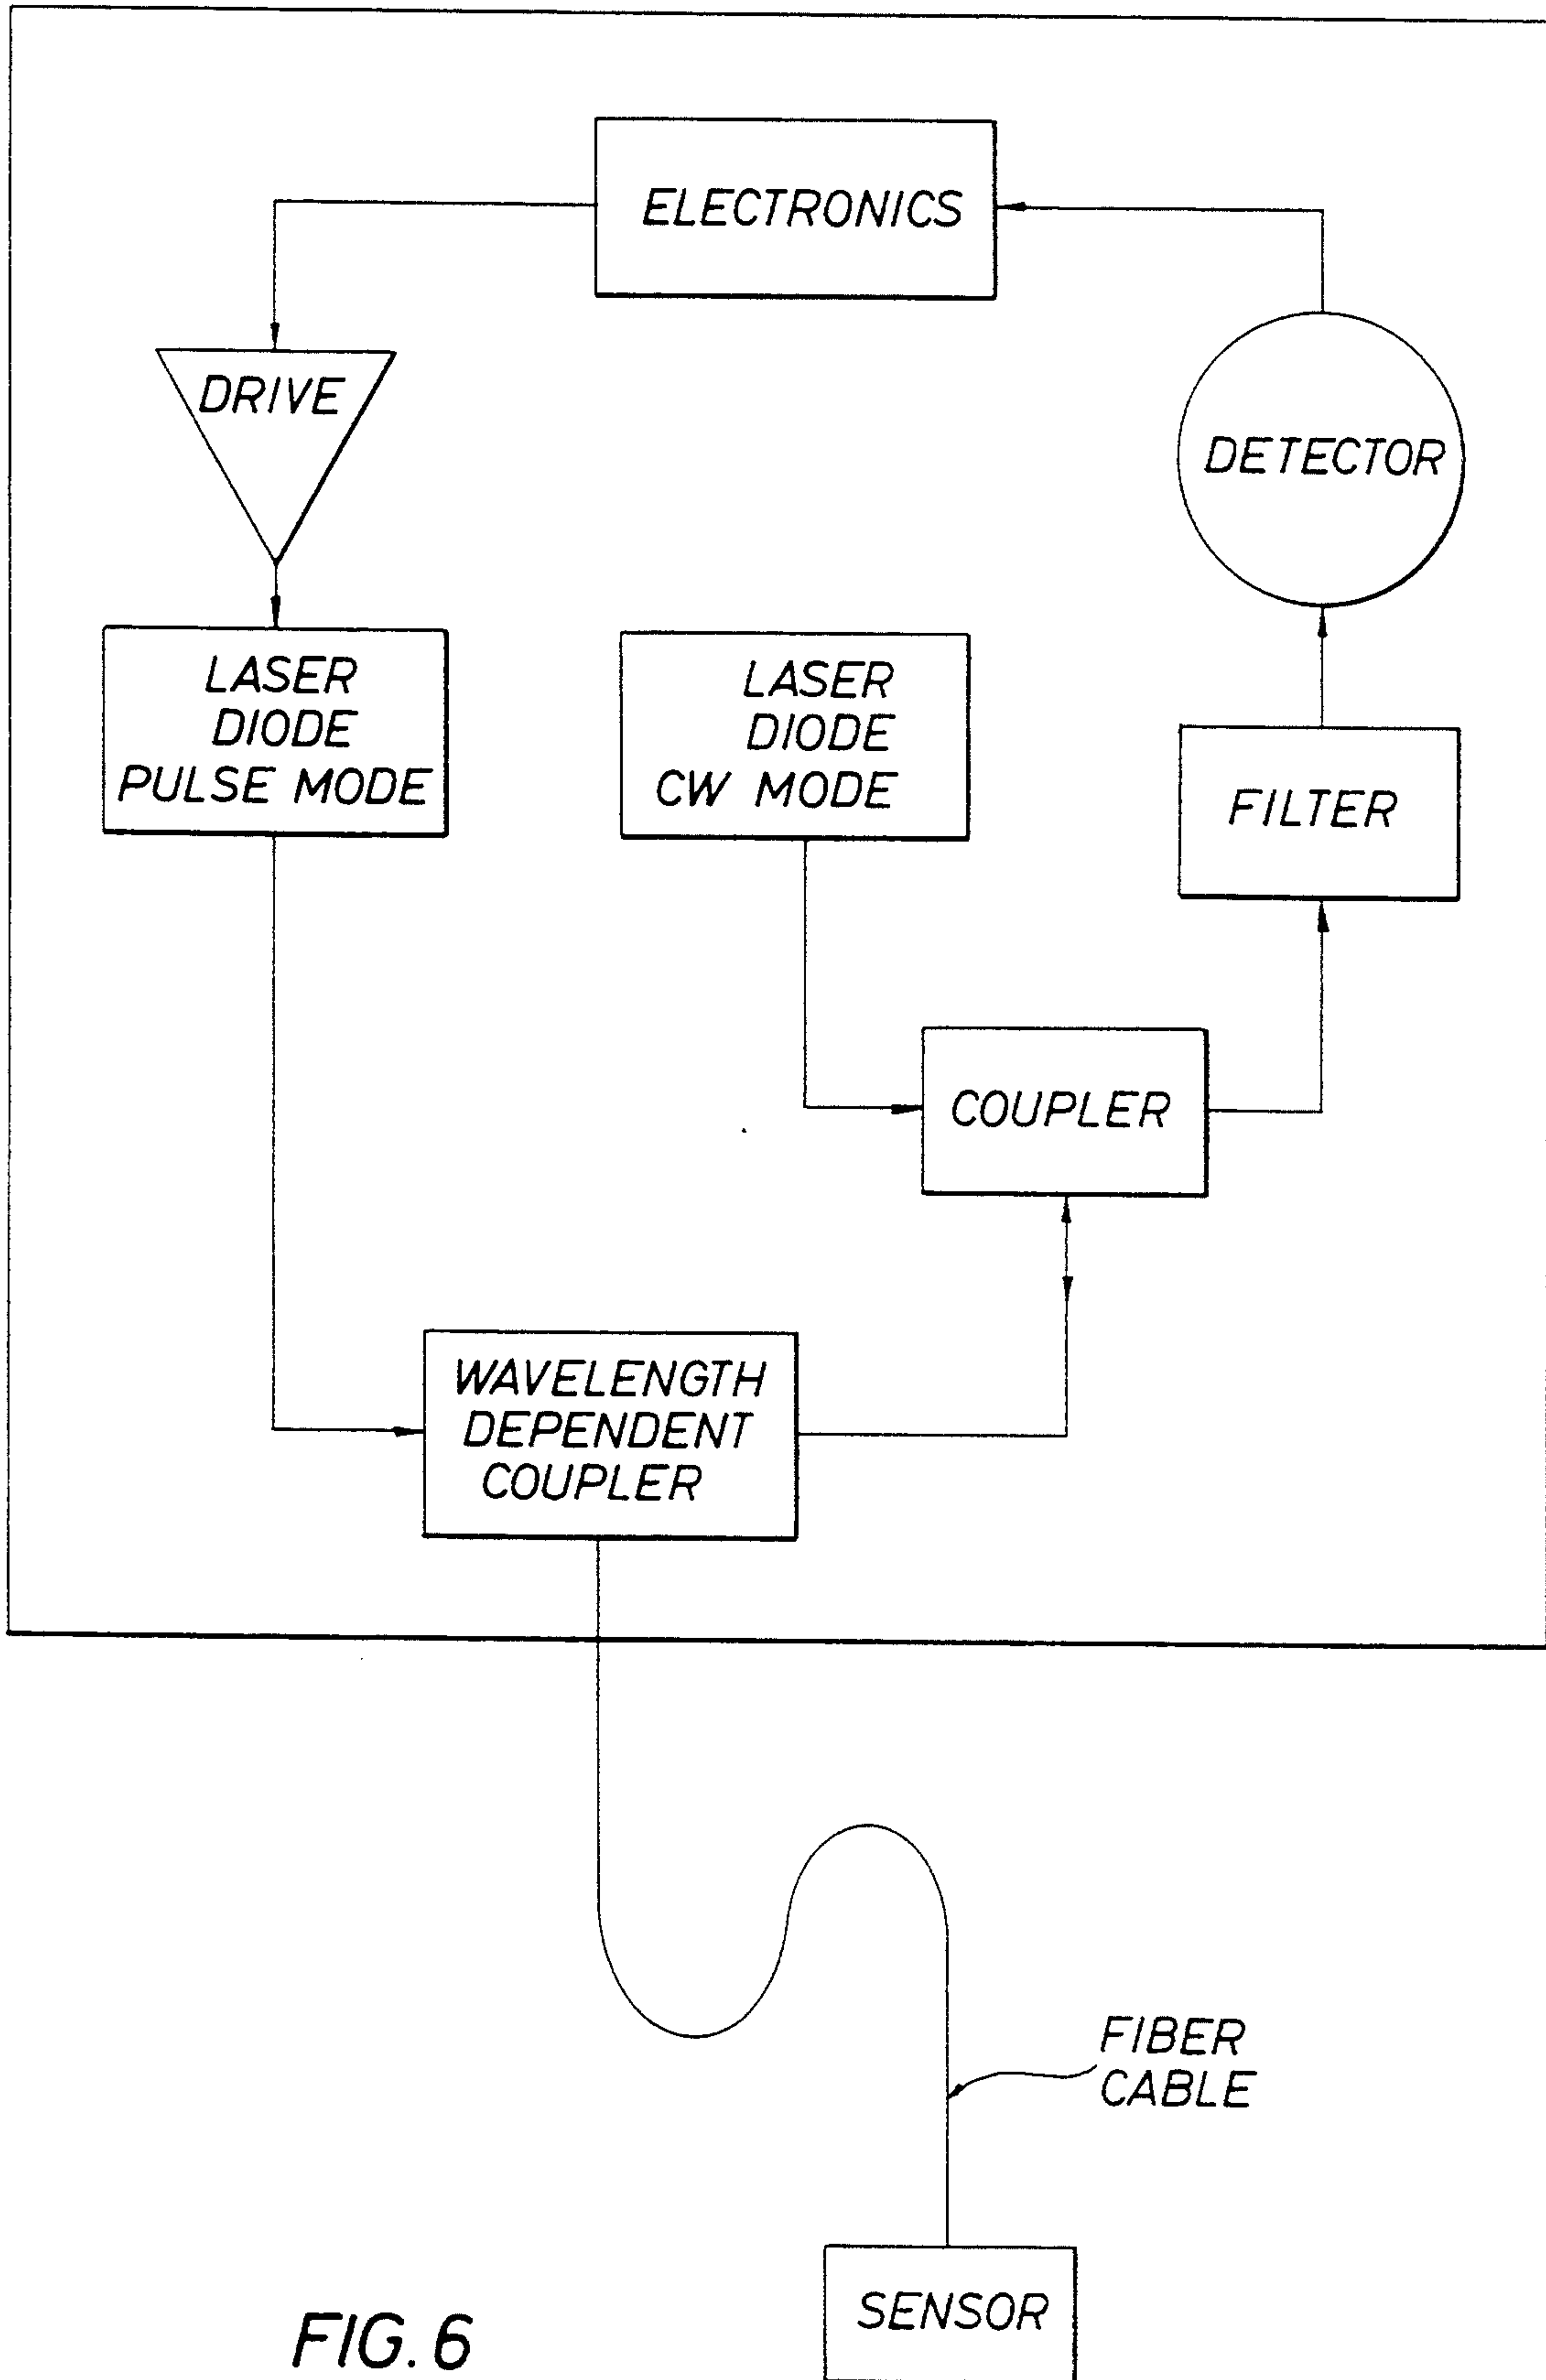 ELECTRONICS
DRIVE
DETECTOR
LASER
DIODE
PULSE MODE
LASER
DIODE
CW MODE
FILTER
COUPLER
WAVELENGTH
DEPENDENT
COUPLER
FIBER
CABLE
SENSOR
FIG. 6